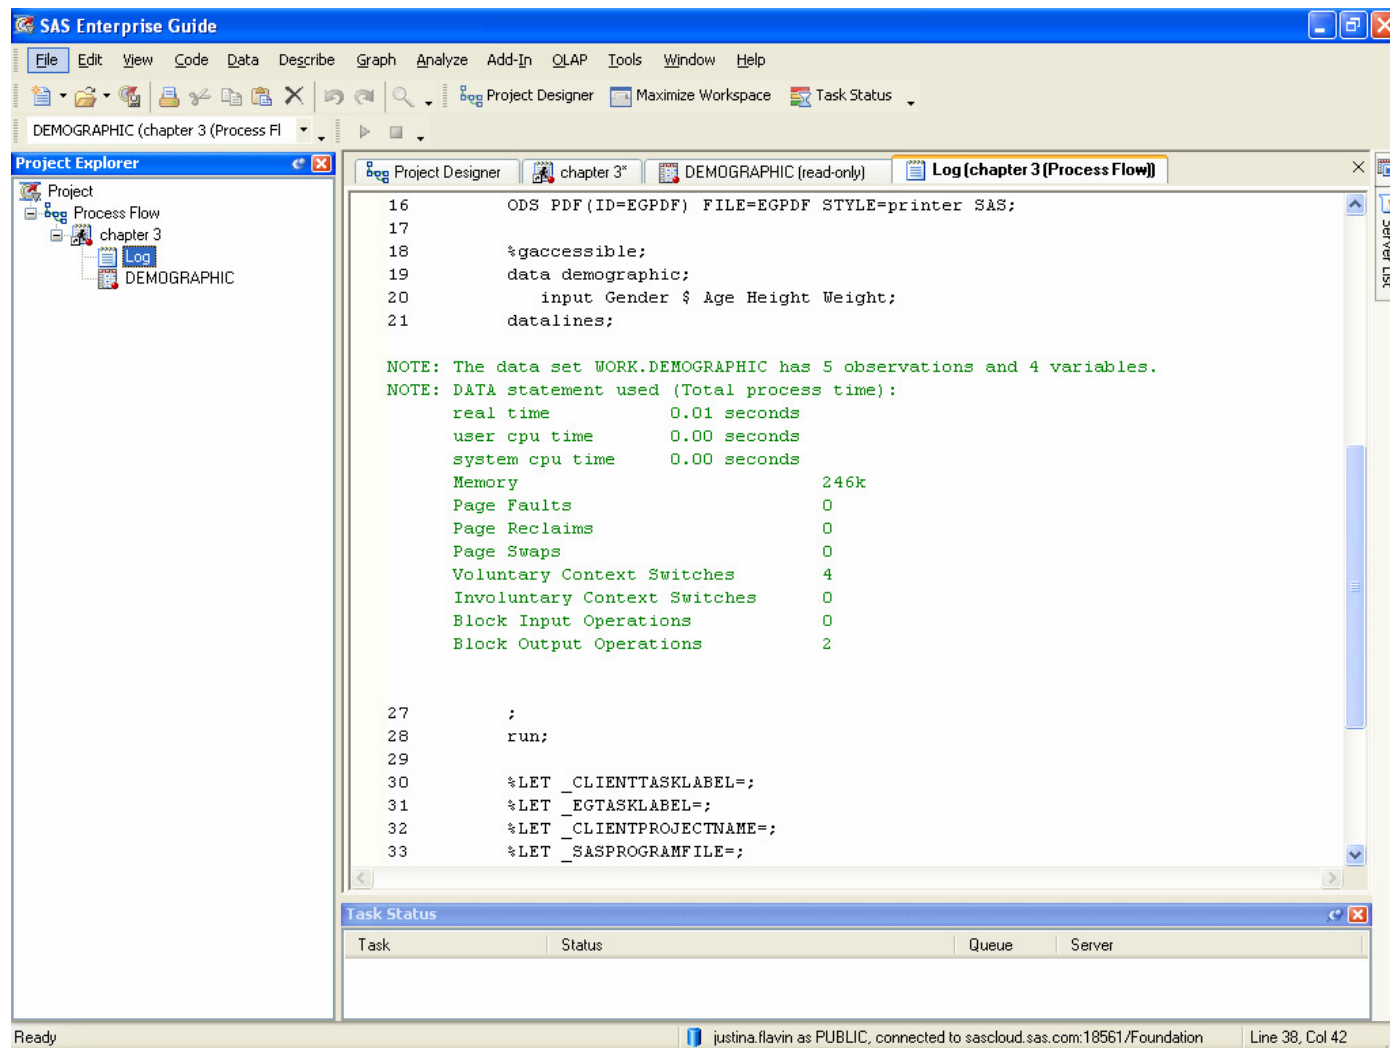 SAS Enterprise Guide
File Edit View Code Data Describe Graph Analyze Add-In OLAP Tools Window Help
Project Designer Maximize Workspace Task Status
DEMOGRAPHIC (chapter 3 (Process Fl
Project Explorer
Project
Process Flow
chapter 3
Log
DEMOGRAPHIC
Project Designer chapter 3* DEMOGRAPHIC (read-only) Log (chapter 3 (Process Flow))
16 ODS PDF(ID=EGPDF) FILE=EGPDF STYLE=printer SAS;
17
18 %gaccessible;
19 data demographic;
20 input Gender $ Age Height Weight;
21 datalines;
NOTE: The data set WORK.DEMOGRAPHIC has 5 observations and 4 variables.
NOTE: DATA statement used (Total process time):
real time 0.01 seconds
user cpu time 0.00 seconds
system cpu time 0.00 seconds
Memory 246k
Page Faults 0
Page Reclaims 0
Page Swaps 0
Voluntary Context Switches 4
Involuntary Context Switches 0
Block Input Operations 0
Block Output Operations 2
27 ;
28 run;
29
30 %LET _CLIENTTASKLABEL=;
31 %LET _EGTASKLABEL=;
32 %LET _CLIENTPROJECTNAME=;
33 %LET _SASPROGRAMFILE=;
Server List
Task Status
Task Status Queue Server
Ready justina.flavin as PUBLIC, connected to sascloud.sas.com:18561/Foundation Line 38, Col 42